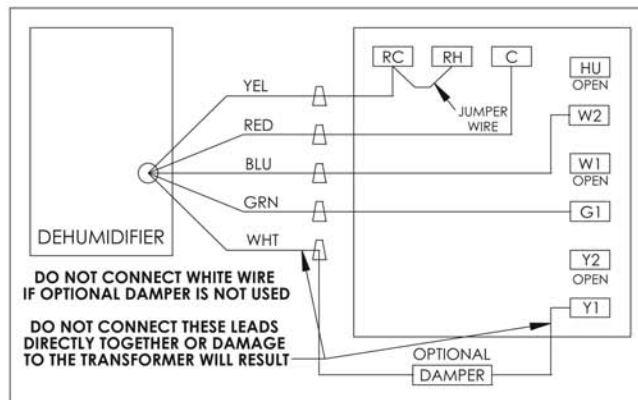 RC RH C
HU
OPEN
YEL
JUMPER
WIRE
W2
RED
BLU
W1
OPEN
GRN
G1
DEHUMIDIFIER
WHT
Y2
OPEN
DO NOT CONNECT WHITE WIRE
IF OPTIONAL DAMPER IS NOT USED
Y1
DO NOT CONNECT THESE LEADS
DIRECTLY TOGETHER OR DAMAGE
TO THE TRANSFORMER WILL RESULT
OPTIONAL
DAMPER